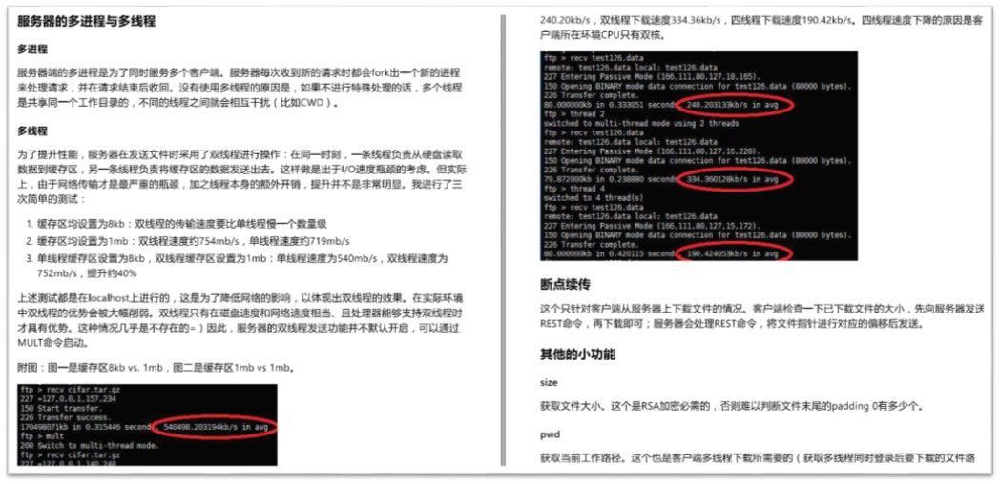 服务器的多进程与多线程
多进程
服务器端的多进程是为了同时服务多个客户端。服务器每次收到新的请求时都会fork出一个新的进程
来处理请求，并在请求结束后收回。没有使用多线程的原因是，如果不进行特殊处理的话，多个线程
是共享同一个工作目录的，不同的线程之间就会相互干扰（比如CWD）。
多线程
为了提升性能，服务器在发送文件时采用了双线程进行操作：在同一时刻，一条线程负责从硬盘读取
数据到缓存区，另一条线程负责将缓存区的数据发送出去。这样做是出于I/O速度瓶颈的考虑。但实际
上，由于网络传输才是最严重的瓶颈，加之线程本身的额外开销，提升并不是非常明显。我进行了三
次简单的测试：
1. 缓存区均设置为8kb：双线程的传输速度要比单线程慢一个数量级
2. 缓存区均设置为1mb：双线程速度约754mb/s，单线程速度约719mb/s
3. 单线程缓存区设置为8kb，双线程缓存区设置为1mb：单线程速度为540mb/s，双线程速度为
752mb/s，提升约40%
上述测试都是在localhost上进行的，这是为了降低网络的影响，以体现出双线程的效果。在实际环境
中双线程的优势会被大幅削弱。双线程只有在磁盘速度和网络速度相当、且处理器能够支持双线程时
才具有优势。这种情况几乎是不存在的=）因此，服务器的双线程发送功能并不默认开启，可以通过
MULT命令启动。
附图：图一是缓存区8kb vs. 1mb，图二是缓存区1mb vs 1mb。
ftp > recv cifar.tar.gz
227 =127.0.0.1.157.234
150 Start transfer.
226 Transfer success.
170498071kb in 0.315446 second, 540498.203194kb/s in avg
ftp > mult
200 Switch to multi-thread mode.
ftp > recv cifar.tar.gz
227 =127.0.0.1.140.248
240.20kb/s，双线程下载速度334.36kb/s，四线程下载速度190.42kb/s。四线程速度下降的原因是客
户端所在环境CPU只有双核。
ftp > recv test126.data
remote: test126.data local: test126.data
227 Entering Passive Mode (166,111,80,127,18,165).
150 Opening BINARY mode data connection for test126.data (80000 bytes).
226 Transfer complete.
80.000000kb in 0.333051 second, 240.203133kb/s in avg
ftp > thread 2
switched to multi-thread mode using 2 threads
ftp > recv test126.data
remote: test126.data local: test126.data
227 Entering Passive Mode (166,111,80,127,16,228).
150 Opening BINARY mode data connection for test126.data (80000 bytes).
226 Transfer complete.
79.872000kb in 0.238880 second, 334.360128kb/s in avg
ftp > thread 4
switched to 4 thread(s)
ftp > recv test126.data
remote: test126.data local: test126.data
227 Entering Passive Mode (166,111,80,127,15,172).
150 Opening BINARY mode data connection for test126.data (80000 bytes).
226 Transfer complete.
80.000000kb in 0.420115 second, 190.424053kb/s in avg
断点续传
这个只针对客户端从服务器上下载文件的情况。客户端检查一下已下载文件的大小，先向服务器发送
REST命令，再下载即可；服务器会处理REST命令，将文件指针进行对应的偏移后发送。
其他的小功能
size
获取文件大小。这个是RSA加密必需的，否则难以判断文件末尾的padding 0有多少个。
pwd
获取当前工作路径。这个也是客户端多线程下载所需要的（获取多线程同时登录后要下载的文件路